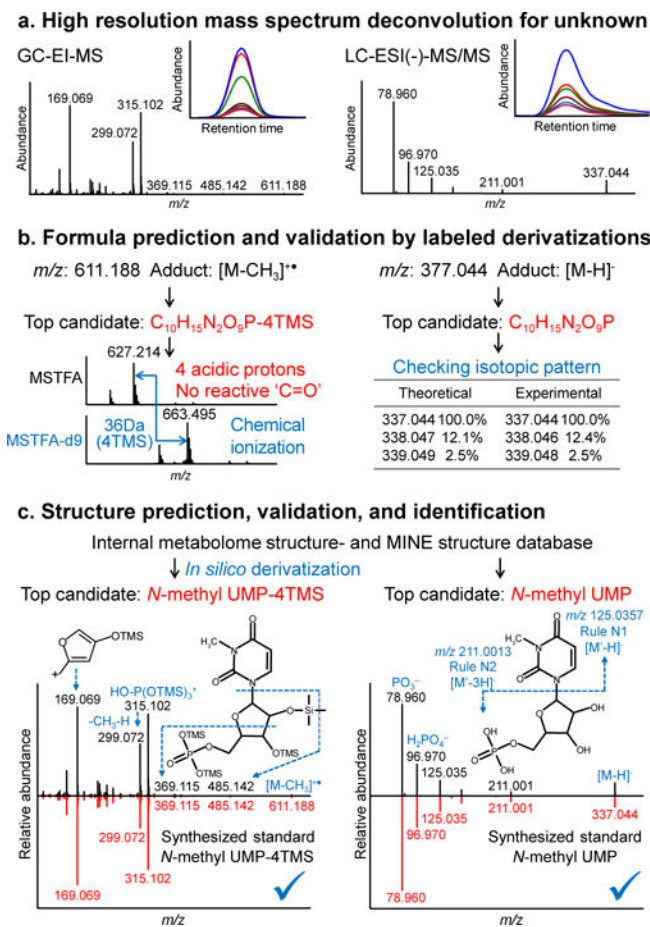 a. High resolution mass spectrum deconvolution for unknown
GC-EI-MS
Abundance
169.069
315.102
299.072
369.115 485.142 611.188
m/z
Abundance
Retention time
LC-ESI(-)-MS/MS
Abundance
78.960
96.970
125.035
211.001
337.044
m/z
Abundance
Retention time
b. Formula prediction and validation by labeled derivatizations
m/z: 611.188 Adduct: [M-CH₃]⁺•
Top candidate: C₁₀H₁₅N₂O₉P-4TMS
627.214
MSTFA
4 acidic protons
No reactive 'C=O'
663.495
MSTFA-d9
36Da
(4TMS)
Chemical
ionization
m/z
m/z: 377.044 Adduct: [M-H]⁻
Top candidate: C₁₀H₁₅N₂O₉P
Checking isotopic pattern
Theoretical Experimental
337.044 100.0% 337.044 100.0%
338.047 12.1% 338.046 12.4%
339.049 2.5% 339.048 2.5%
c. Structure prediction, validation, and identification
Internal metabolome structure- and MINE structure database
In silico derivatization
Top candidate: N-methyl UMP-4TMS
OTMS
O
+
169.069
HO-P(OTMS)₃⁺
315.102
-CH₃-H
299.072
H₃C
O
N
O
N
O
O
Si
OTMS
OTMS
P
O
O
OTMS
369.115 485.142 [M-CH₃]⁺•
369.115 485.142 611.188
299.072
315.102
169.069
Synthesized standard
N-methyl UMP-4TMS
Relative abundance
m/z
Top candidate: N-methyl UMP
m/z 125.0357
Rule N1
[M'-H]⁻
m/z 211.0013
Rule N2
[M'-3H]⁻
H₃C
O
N
O
N
O
OH
OH
O
OH
P
O
OH
PO₃⁻
78.960
H₂PO₄⁻
96.970
125.035
211.001
[M-H]⁻
125.035
96.970
211.001
337.044
78.960
Synthesized standard
N-methyl UMP
Relative abundance
m/z